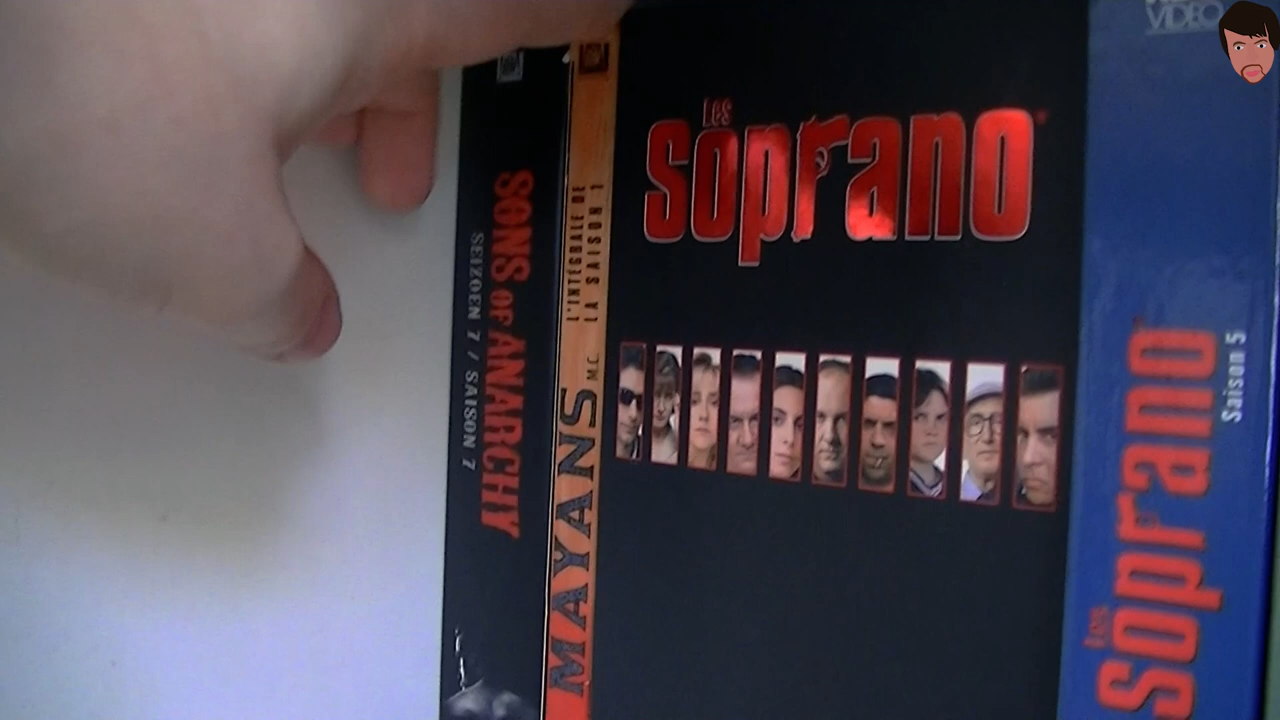 SONS OF ANARCHY
SEIZOEN 7 / SAISON 7
MAYANS M.C.
L'INTÉGRALE DE
LA SAISON 1
LES
Soprano
VIDEO
Les
Soprano
Saison 5